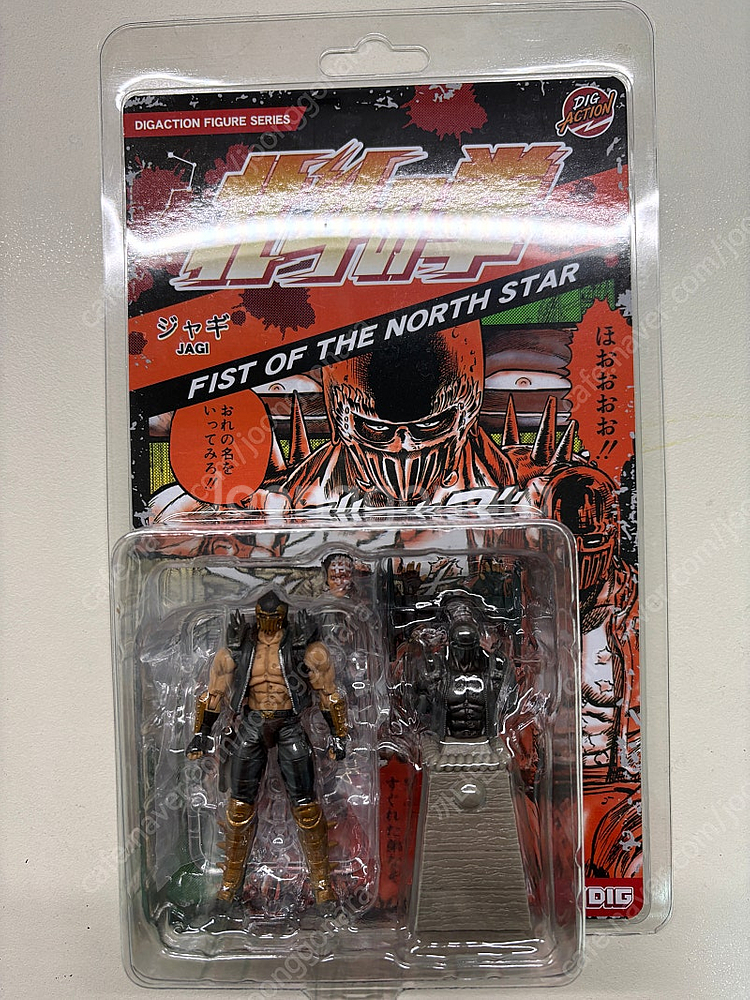 DIGACTION FIGURE SERIES
DIG
ACTION
北斗の拳
ジャギ
JAGI
FIST OF THE NORTH STAR
ほおおおお!!
おれの名を
いってみろ!!
DIG